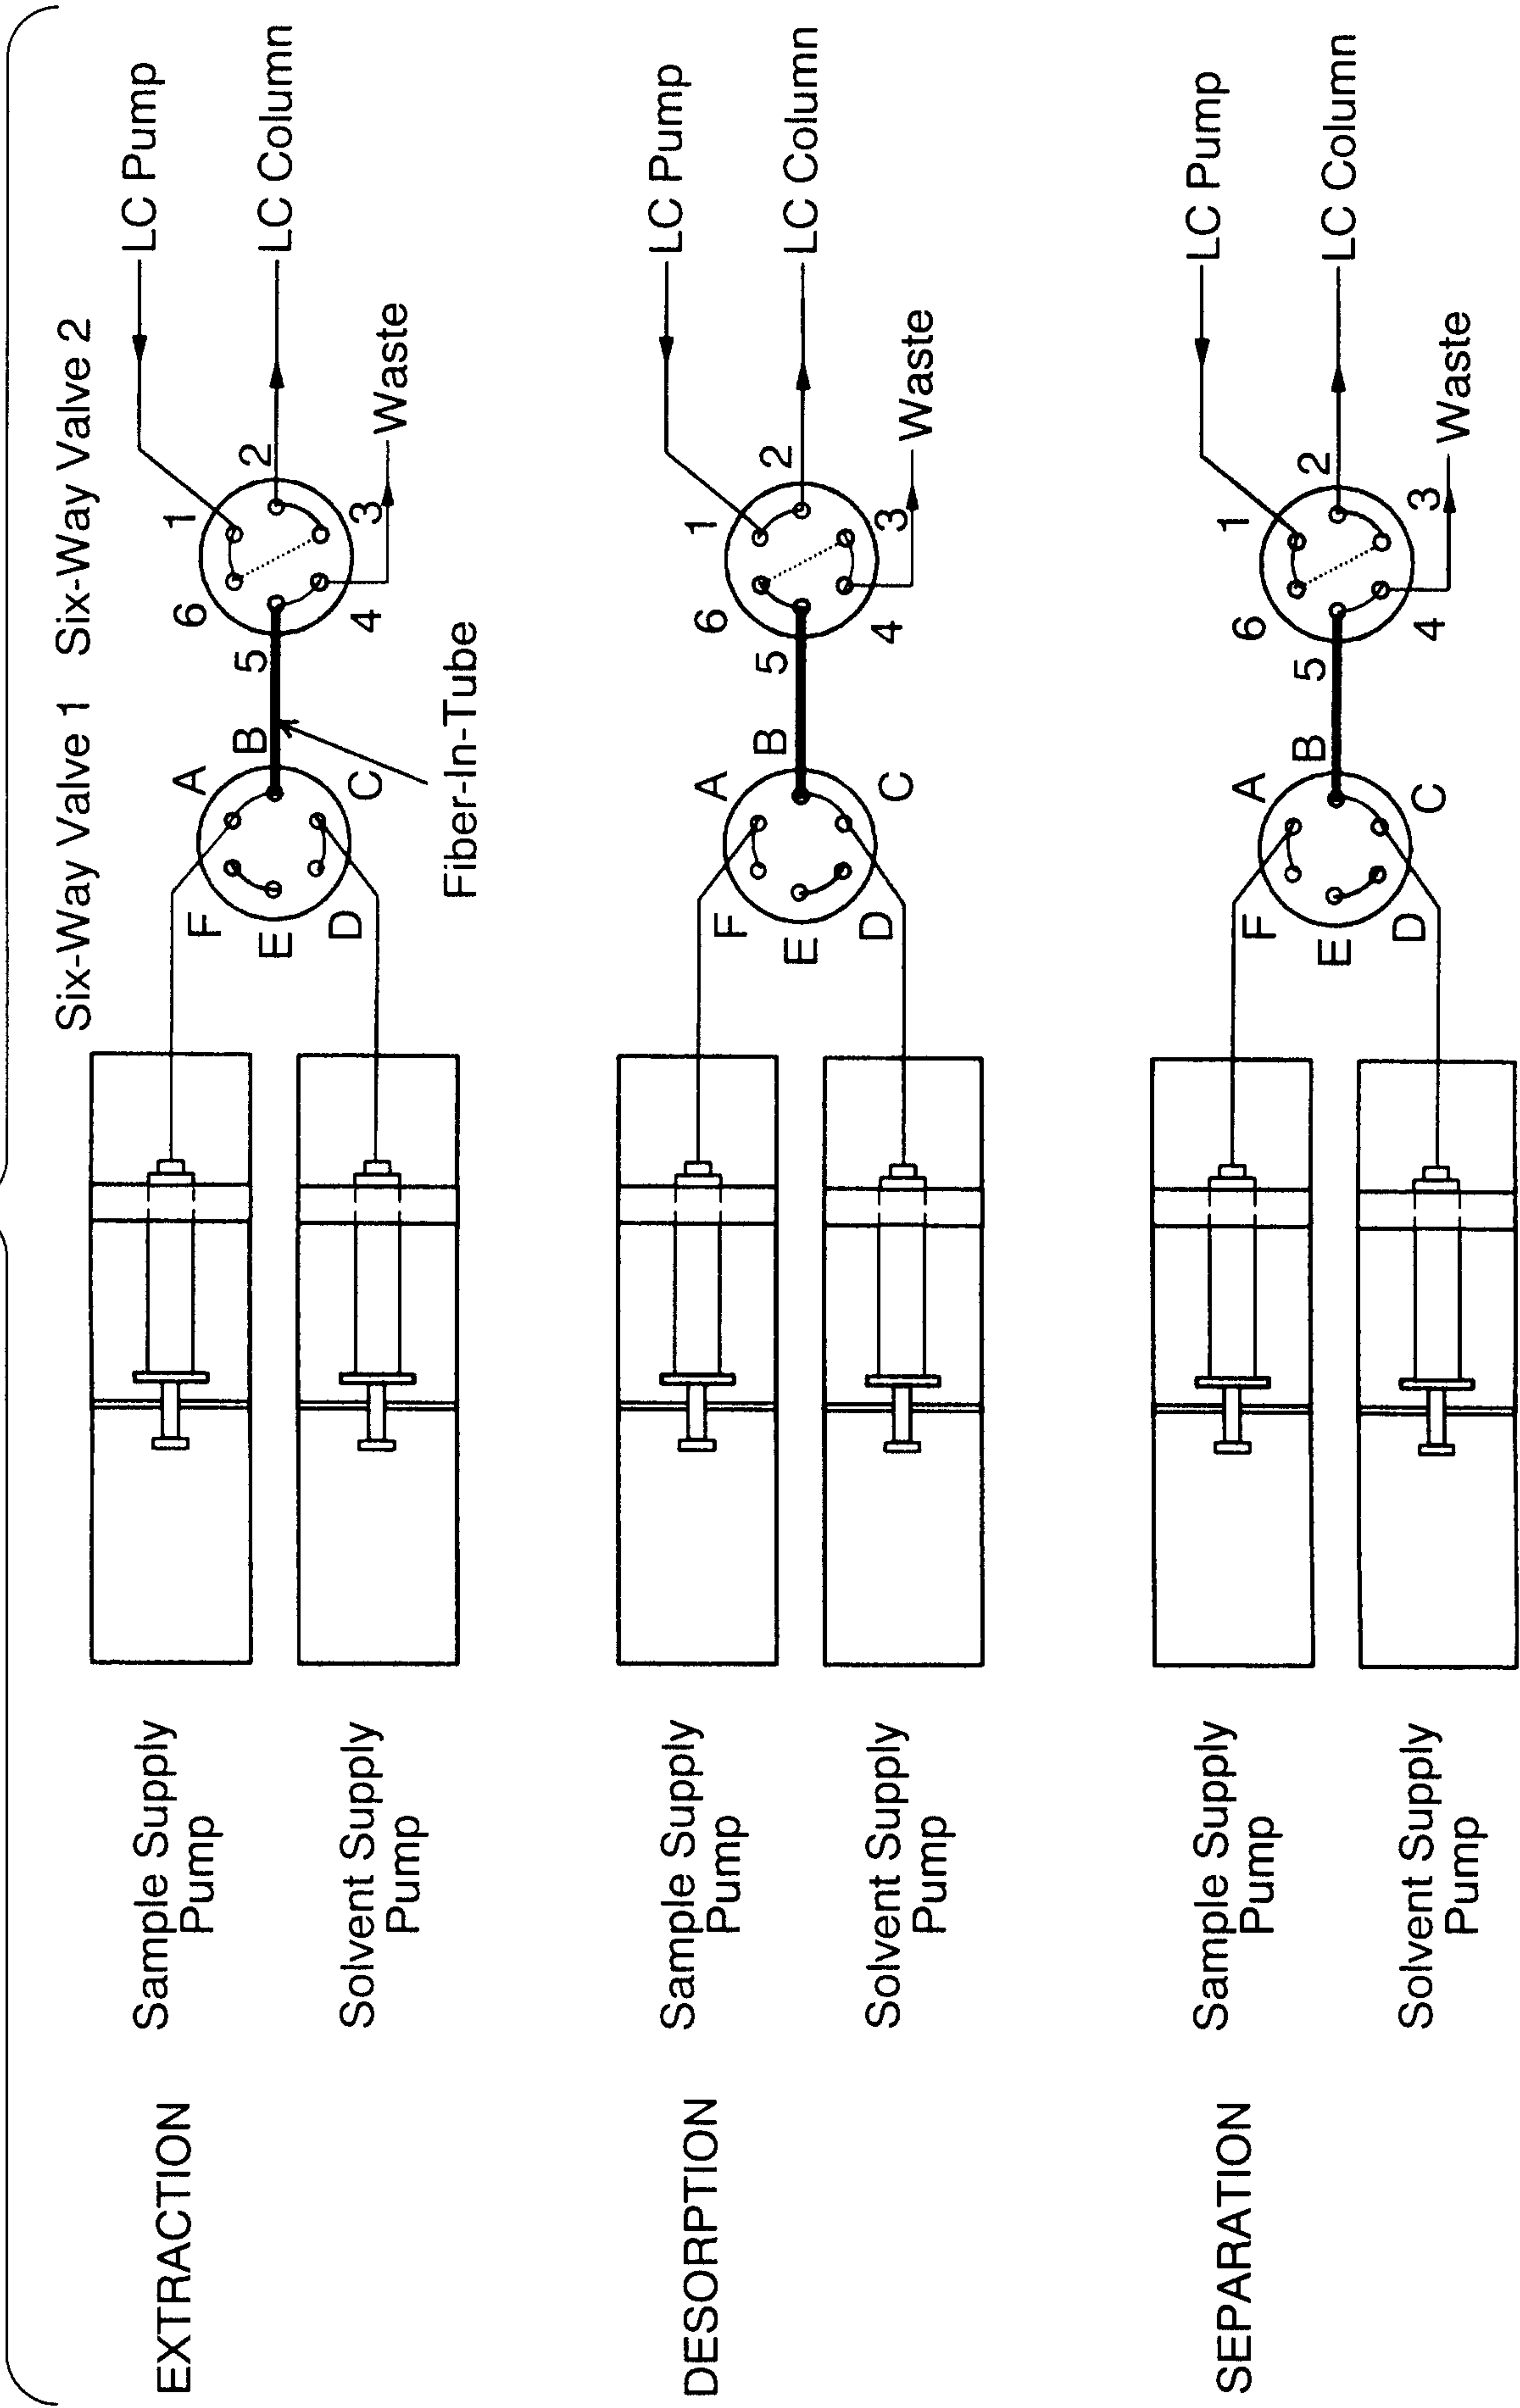 Six-Way Valve 1 Six-Way Valve 2
EXTRACTION
Sample Supply
Pump
Solvent Supply
Pump
A
B
C
D
E
F
Fiber-In-Tube
1
2
3
4
5
6
LC Pump
LC Column
Waste
DESORPTION
Sample Supply
Pump
Solvent Supply
Pump
A
B
C
D
E
F
1
2
3
4
5
6
LC Pump
LC Column
Waste
SEPARATION
Sample Supply
Pump
Solvent Supply
Pump
A
B
C
D
E
F
1
2
3
4
5
6
LC Pump
LC Column
Waste